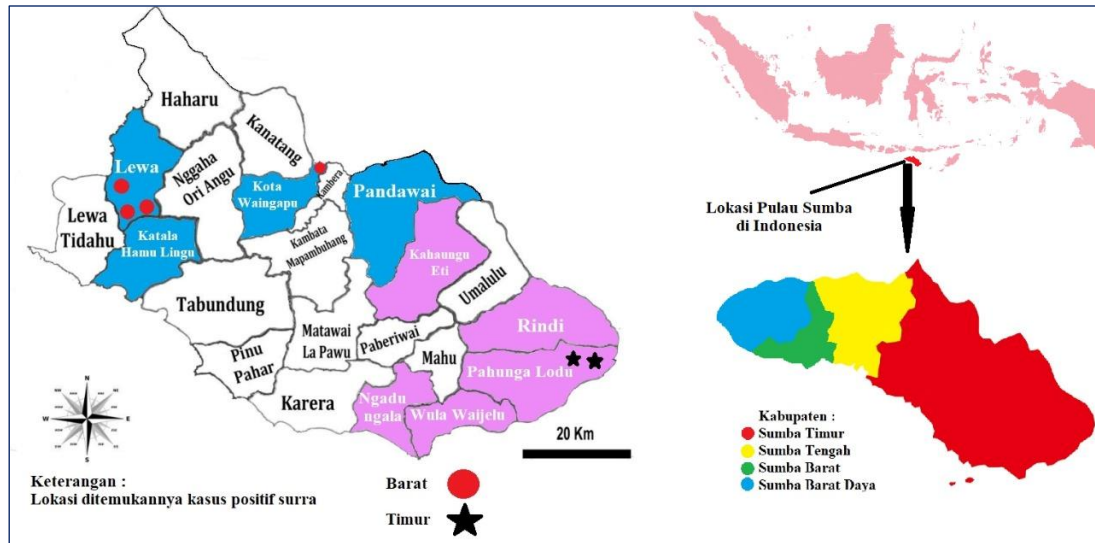 Haharu
Kanatang
Lewa
Nggaha
Ori Angu
Kambera
Kota
Waingapu
Pandawai
Lewa
Tidahu
Katala
Hamu Lingu
Kambata
Mapambuhang
Kahaungu
Eti
Umalulu
Tabundung
Rindi
Matawai
La Pawu
Paberiwai
Mahu
Pinu
Pahar
Pahunga Lodu
Karera
Ngadu
ngala
Wula Waijelu
N
W
E
S
20 Km
Keterangan :
Lokasi ditemukannya kasus positif surra
Barat
Timur
Lokasi Pulau Sumba
di Indonesia
Kabupaten :
Sumba Timur
Sumba Tengah
Sumba Barat
Sumba Barat Daya